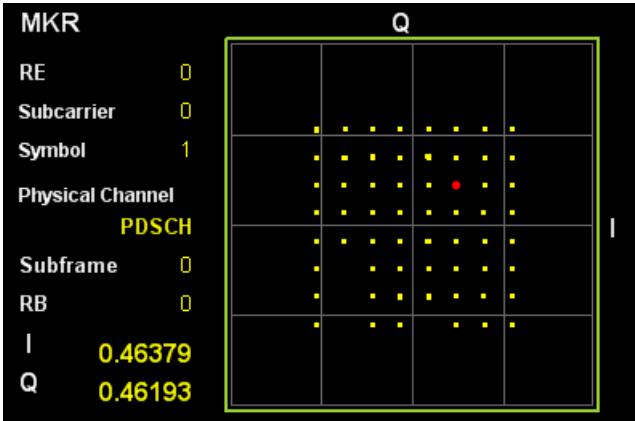 MKR
Q
RE 0
Subcarrier 0
Symbol 1
Physical Channel
PDSCH
I
Subframe 0
RB 0
I 0.46379
Q 0.46193